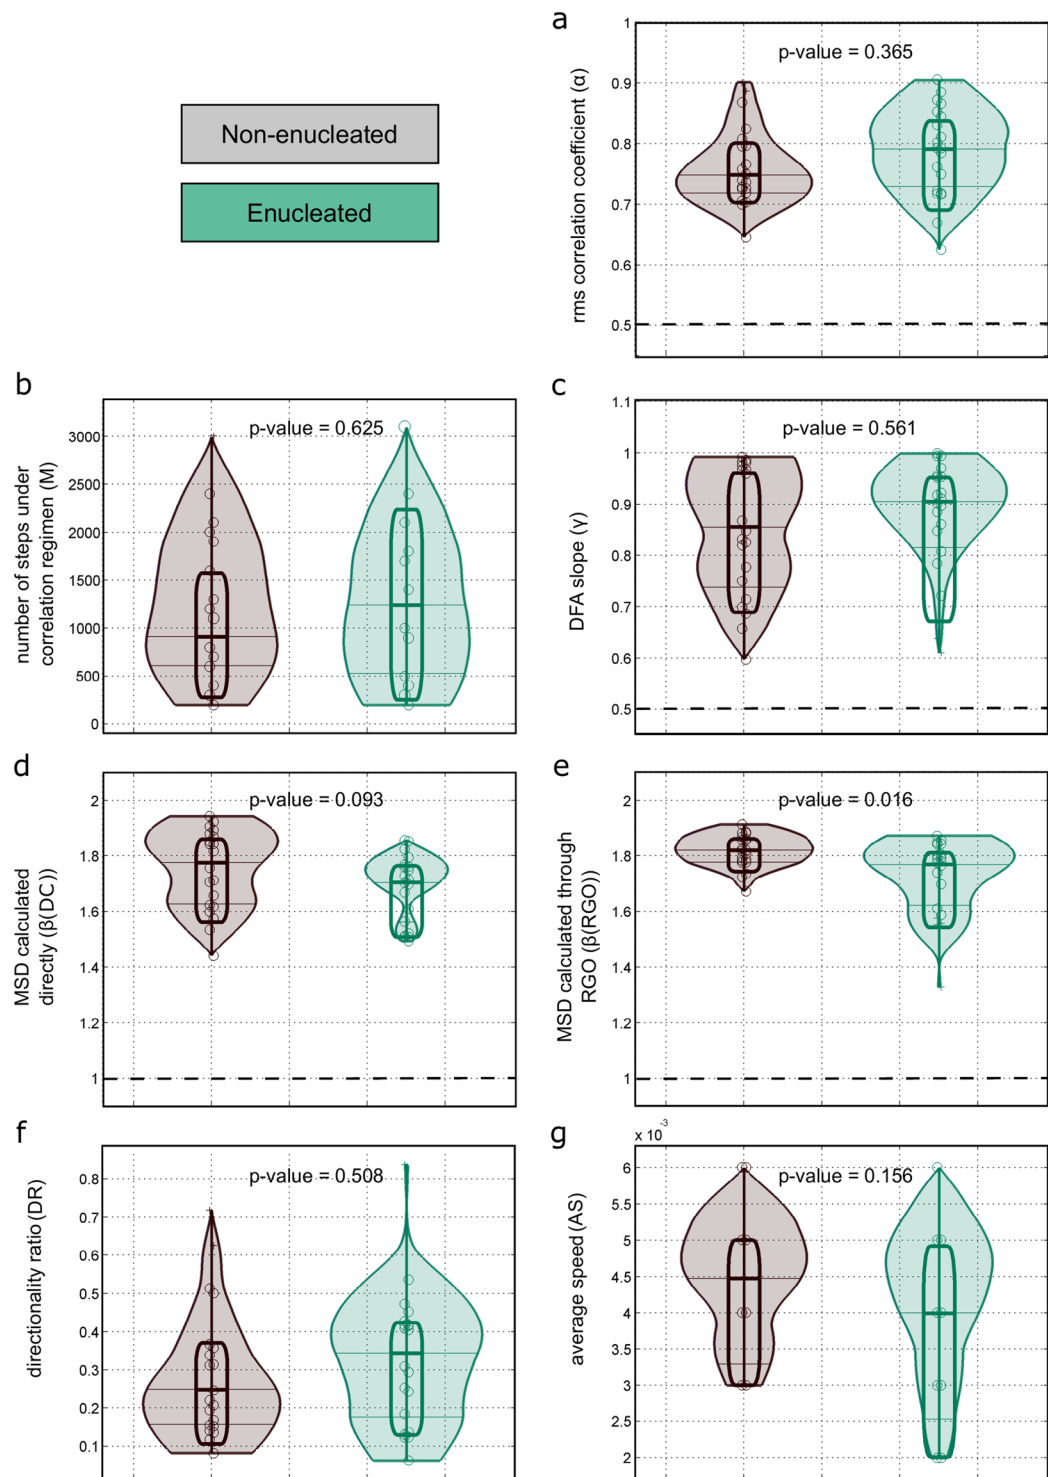 a
Non-enucleated
Enucleated
p-value = 0.365
rms correlation coefficient (α)
1
0.9
0.8
0.7
0.6
0.5
b
p-value = 0.625
number of steps under
correlation regimen (M)
3000
2500
2000
1500
1000
500
0
c
p-value = 0.561
DFA slope (γ)
1.1
1
0.9
0.8
0.7
0.6
0.5
d
p-value = 0.093
MSD calculated
directly (β(DC))
2
1.8
1.6
1.4
1.2
1
e
p-value = 0.016
MSD calculated through
RGO (β(RGO))
2
1.8
1.6
1.4
1.2
1
f
p-value = 0.508
directionality ratio (DR)
0.8
0.7
0.6
0.5
0.4
0.3
0.2
0.1
g
x 10⁻³
p-value = 0.156
average speed (AS)
6
5.5
5
4.5
4
3.5
3
2.5
2